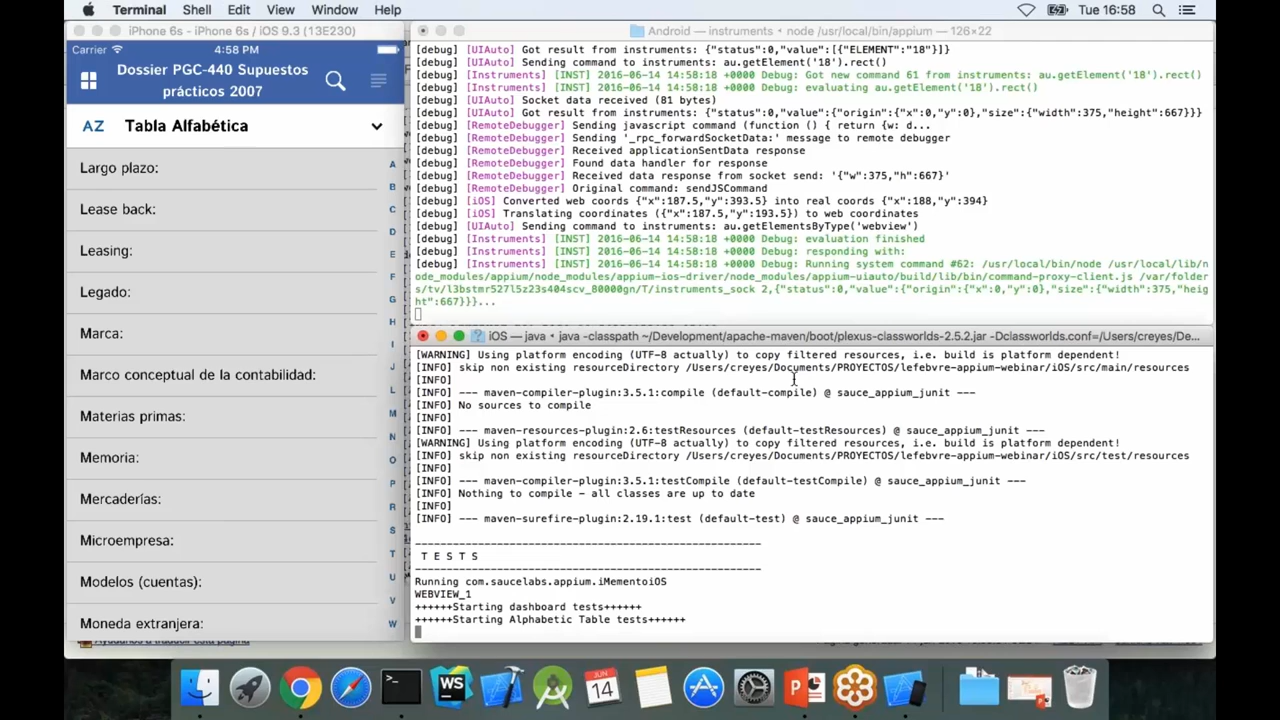 Terminal Shell Edit iOS Window Help
Tue 16:58
iPhone 6s - iPhone 6s / iOS 9.3 (13E230)
Carrier
4:58 PM
Dossier PGC-440 Supuestos
prácticos 2007
AZ Tabla Alfabética
Largo plazo:
Lease back:
Leasing:
Legado:
Marca:
Marco conceptual de la contabilidad:
Materias primas:
Memoria:
Mercaderías:
Microempresa:
Modelos (cuentas):
Moneda extranjera:
A
B
C
D
E
F
G
H
I
J
L
M
N
O
P
R
S
T
U
V
W
Android — instruments • node /usr/local/bin/appium — 126×22
[debug] [UIAuto] Got result from instruments: {"status":0,"value":[{"ELEMENT":"18"}]}
[debug] [UIAuto] Sending command to instruments: au.getElement('18').rect()
[debug] [Instruments] [INST] 2016-06-14 14:58:18 +0000 Debug: Got new command 61 from instruments: au.getElement('18').rect()
[debug] [Instruments] [INST] 2016-06-14 14:58:18 +0000 Debug: evaluating au.getElement('18').rect()
[debug] [UIAuto] Socket data received (81 bytes)
[debug] [UIAuto] Got result from instruments: {"status":0,"value":{"origin":{"x":0,"y":0},"size":{"width":375,"height":667}}}
[debug] [RemoteDebugger] Sending javascript command (function () { return {w: d...
[debug] [RemoteDebugger] Sending '_rpc_forwardSocketData:' message to remote debugger
[debug] [RemoteDebugger] Received applicationSentData response
[debug] [RemoteDebugger] Found data handler for response
[debug] [RemoteDebugger] Received data response from socket send: '{"w":375,"h":667}'
[debug] [RemoteDebugger] Original command: sendJSCommand
[debug] [iOS] Converted web coords {"x":187.5,"y":393.5} into real coords {"x":188,"y":394}
[debug] [iOS] Translating coordinates ({"x":187.5,"y":193.5}) to web coordinates
[debug] [UIAuto] Sending command to instruments: au.getElementsByType('webview')
[debug] [Instruments] [INST] 2016-06-14 14:58:18 +0000 Debug: evaluation finished
[debug] [Instruments] [INST] 2016-06-14 14:58:18 +0000 Debug: responding with:
[debug] [Instruments] [INST] 2016-06-14 14:58:18 +0000 Debug: Running system command #62: /usr/local/bin/node /usr/local/lib/n
ode_modules/appium/node_modules/appium-ios-driver/node_modules/appium-uiauto/build/lib/bin/command-proxy-client.js /var/folder
s/tv/l3bstmr527l5z23s404scv_80000gn/T/instruments_sock 2,{"status":0,"value":{"origin":{"x":0,"y":0},"size":{"width":375,"heig
ht":667}}}...
iOS — java • java -classpath ~/Development/apache-maven/boot/plexus-classworlds-2.5.2.jar -Dclassworlds.conf=/Users/creyes/De...
[WARNING] Using platform encoding (UTF-8 actually) to copy filtered resources, i.e. build is platform dependent!
[INFO] skip non existing resourceDirectory /Users/creyes/Documents/PROYECTOS/lefebvre-appium-webinar/iOS/src/main/resources
[INFO]
[INFO] --- maven-compiler-plugin:3.5.1:compile (default-compile) @ sauce_appium_junit ---
[INFO] No sources to compile
[INFO]
[INFO] --- maven-resources-plugin:2.6:testResources (default-testResources) @ sauce_appium_junit ---
[WARNING] Using platform encoding (UTF-8 actually) to copy filtered resources, i.e. build is platform dependent!
[INFO] skip non existing resourceDirectory /Users/creyes/Documents/PROYECTOS/lefebvre-appium-webinar/iOS/src/test/resources
[INFO]
[INFO] --- maven-compiler-plugin:3.5.1:testCompile (default-testCompile) @ sauce_appium_junit ---
[INFO] Nothing to compile - all classes are up to date
[INFO]
[INFO] --- maven-surefire-plugin:2.19.1:test (default-test) @ sauce_appium_junit ---
-------------------------------------------------------
T E S T S
-------------------------------------------------------
Running com.saucelabs.appium.iMementoiOS
WEBVIEW_1
++++++Starting dashboard tests++++++
++++++Starting Alphabetic Table tests++++++
Ayúdanos a traducir esta página
WS
JUN
14